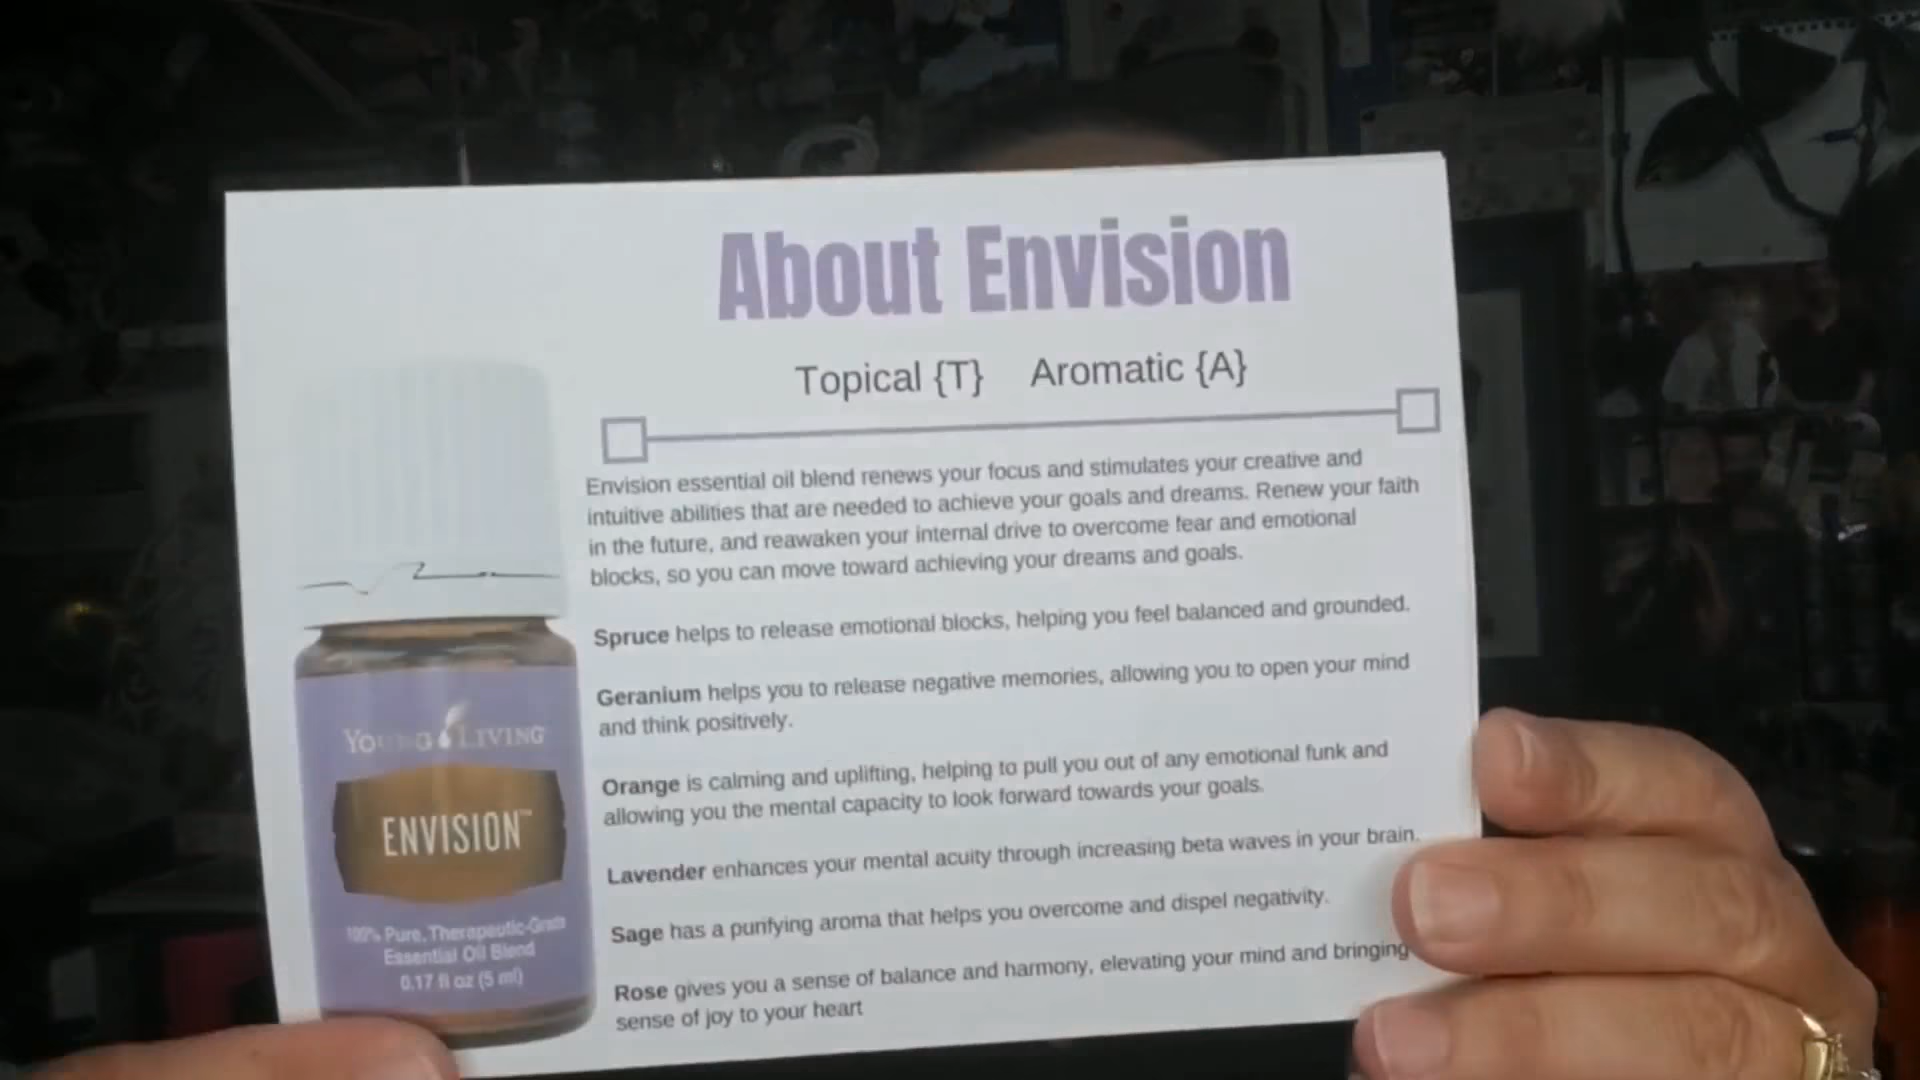 About Envision
Topical {T} Aromatic {A}
Envision essential oil blend renews your focus and stimulates your creative and
intuitive abilities that are needed to achieve your goals and dreams. Renew your faith
in the future, and reawaken your internal drive to overcome fear and emotional
blocks, so you can move toward achieving your dreams and goals.
Spruce helps to release emotional blocks, helping you feel balanced and grounded.
Geranium helps you to release negative memories, allowing you to open your mind
and think positively.
Orange is calming and uplifting, helping to pull you out of any emotional funk and
allowing you the mental capacity to look forward towards your goals.
Lavender enhances your mental acuity through increasing beta waves in your brain.
Sage has a purifying aroma that helps you overcome and dispel negativity.
Rose gives you a sense of balance and harmony, elevating your mind and bringing
sense of joy to your heart
YOUNG LIVING
ENVISION™
100% Pure, Therapeutic-Grade
Essential Oil Blend
0.17 fl oz (5 ml)